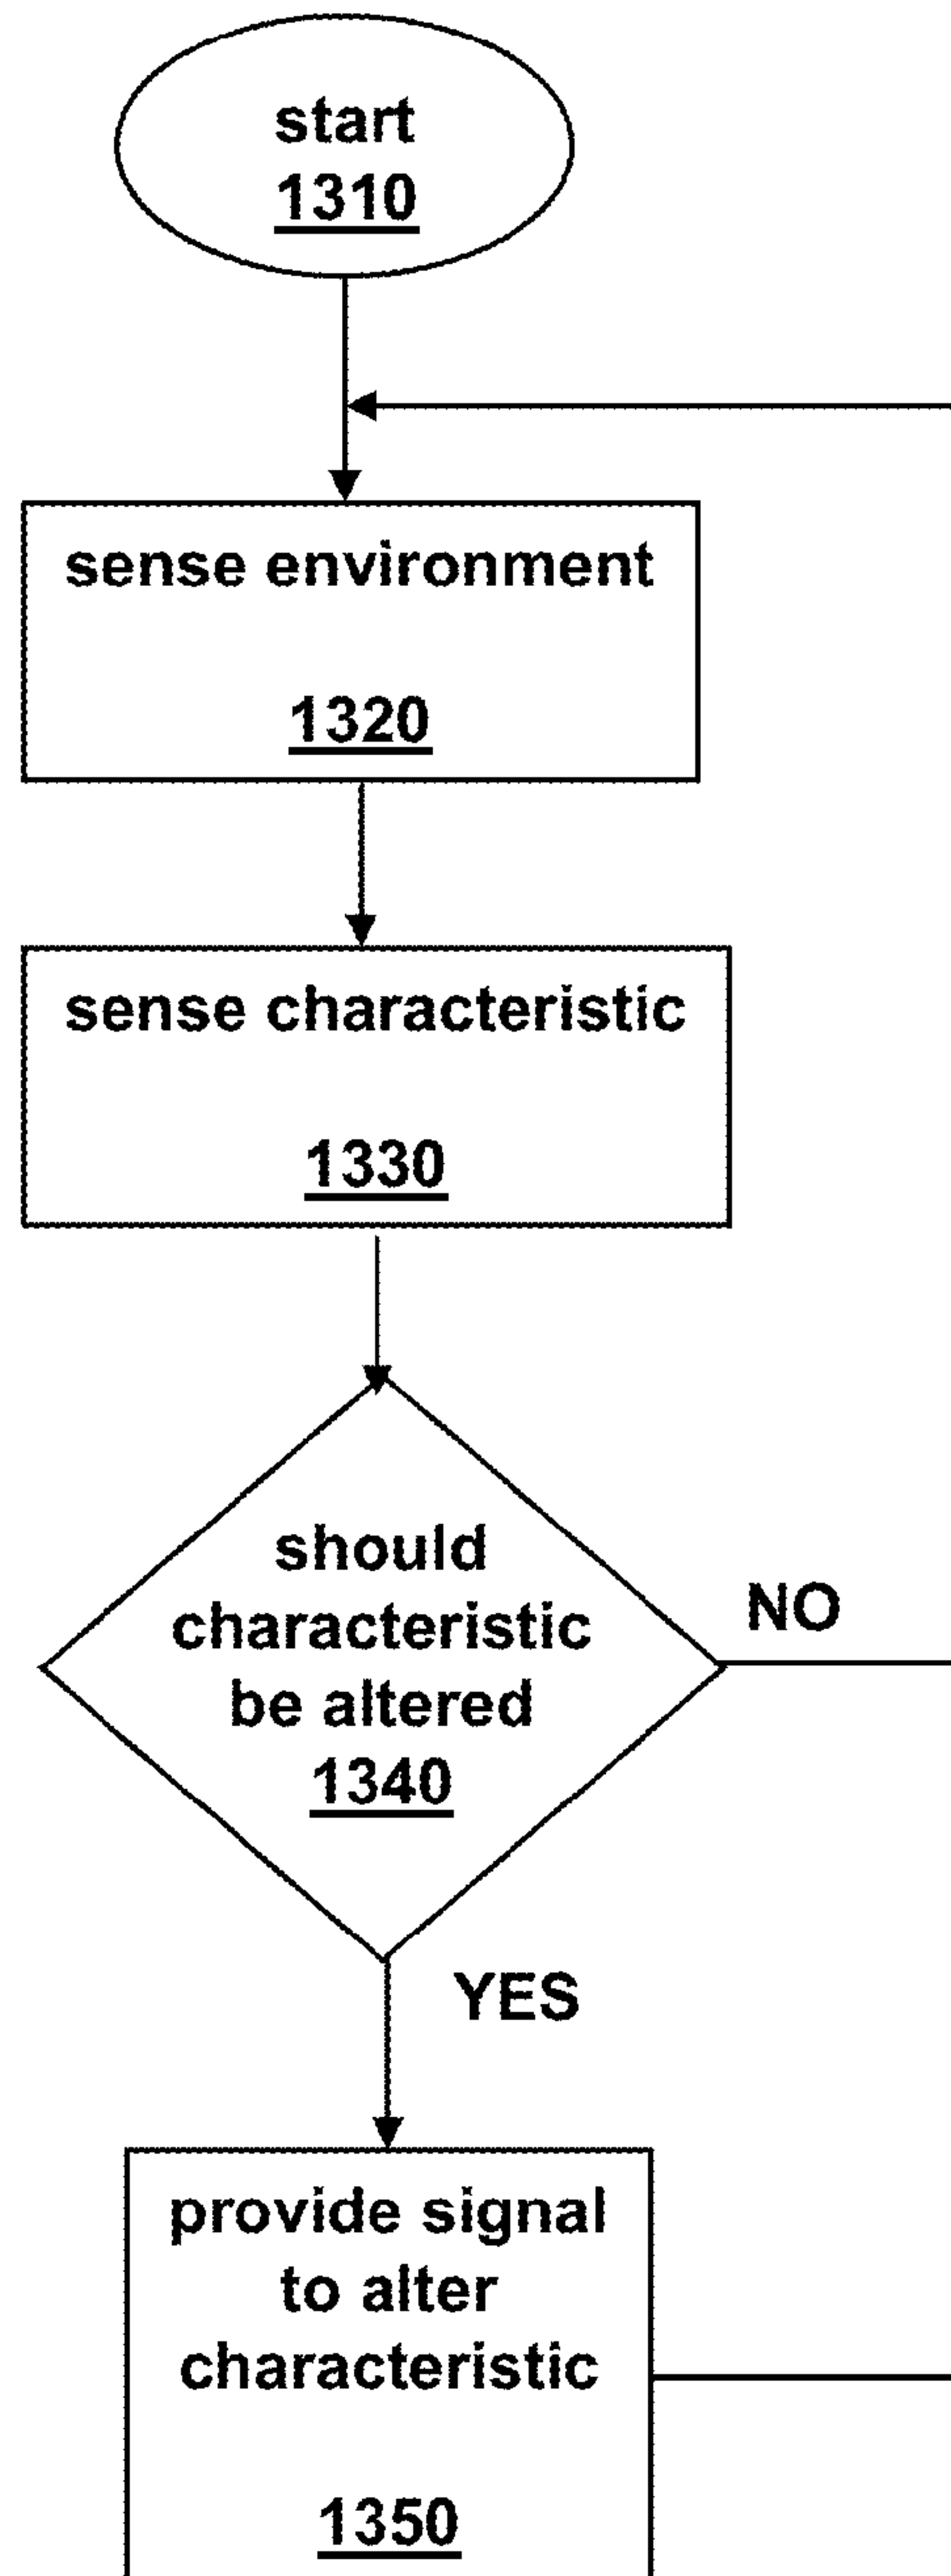 start
1310
sense environment
1320
sense characteristic
1330
should
characteristic
be altered
1340
NO
YES
provide signal
to alter
characteristic
1350